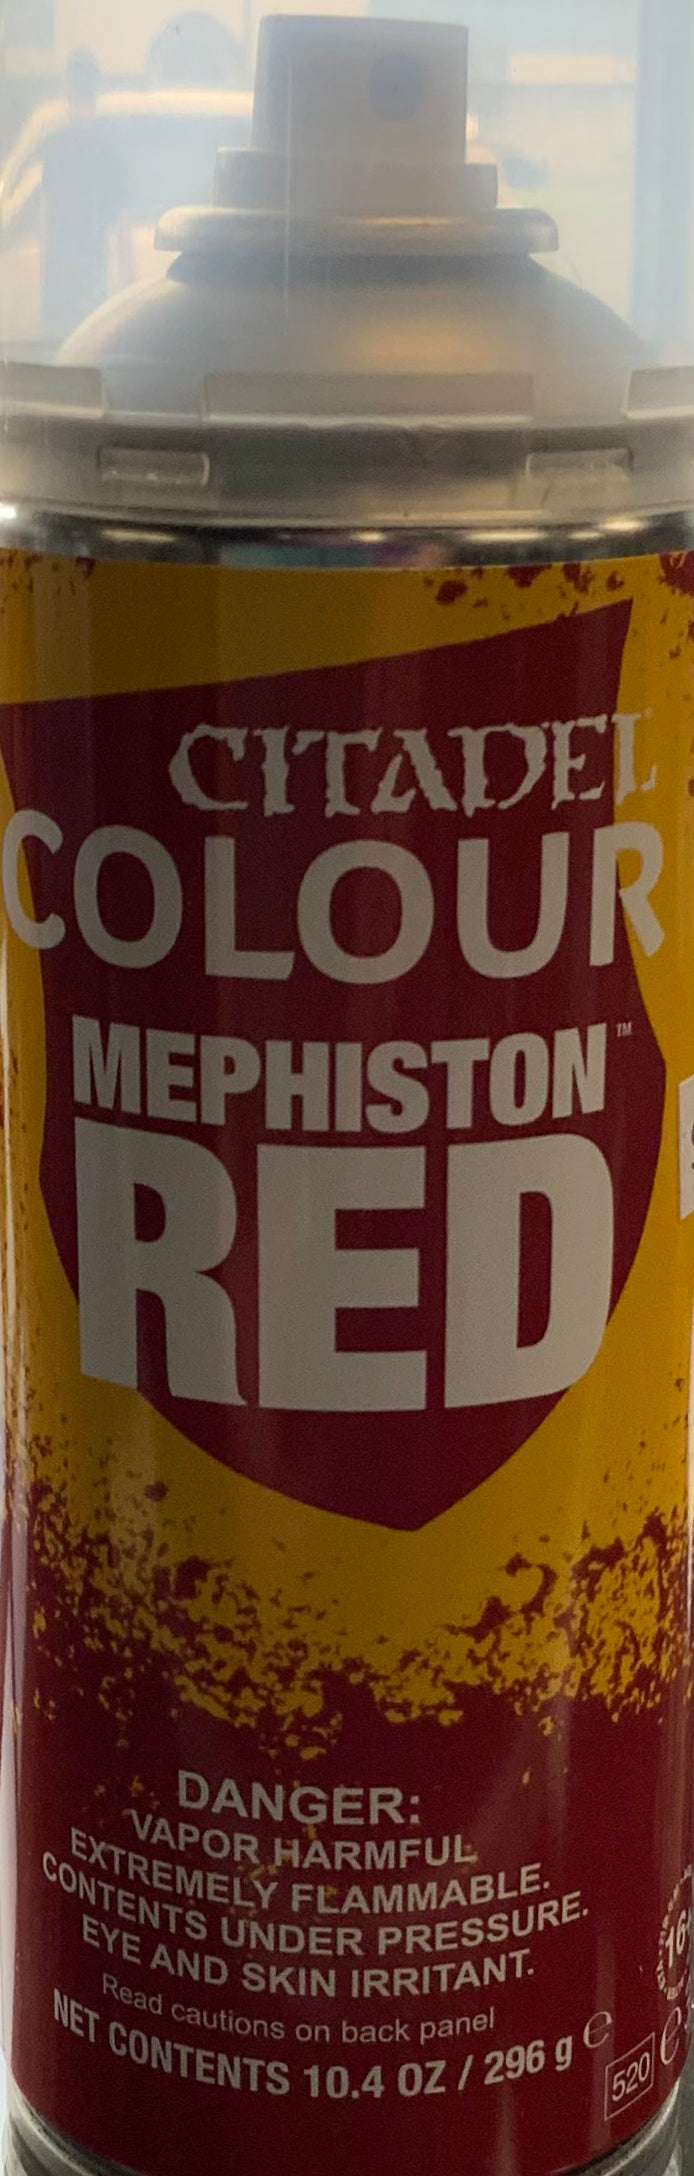 CITADEL
COLOUR
MEPHISTON™
RED
DANGER:
VAPOR HARMFUL
EXTREMELY FLAMMABLE.
CONTENTS UNDER PRESSURE.
EYE AND SKIN IRRITANT.
Read cautions on back panel
NET CONTENTS 10.4 OZ / 296 g ℮
520
16